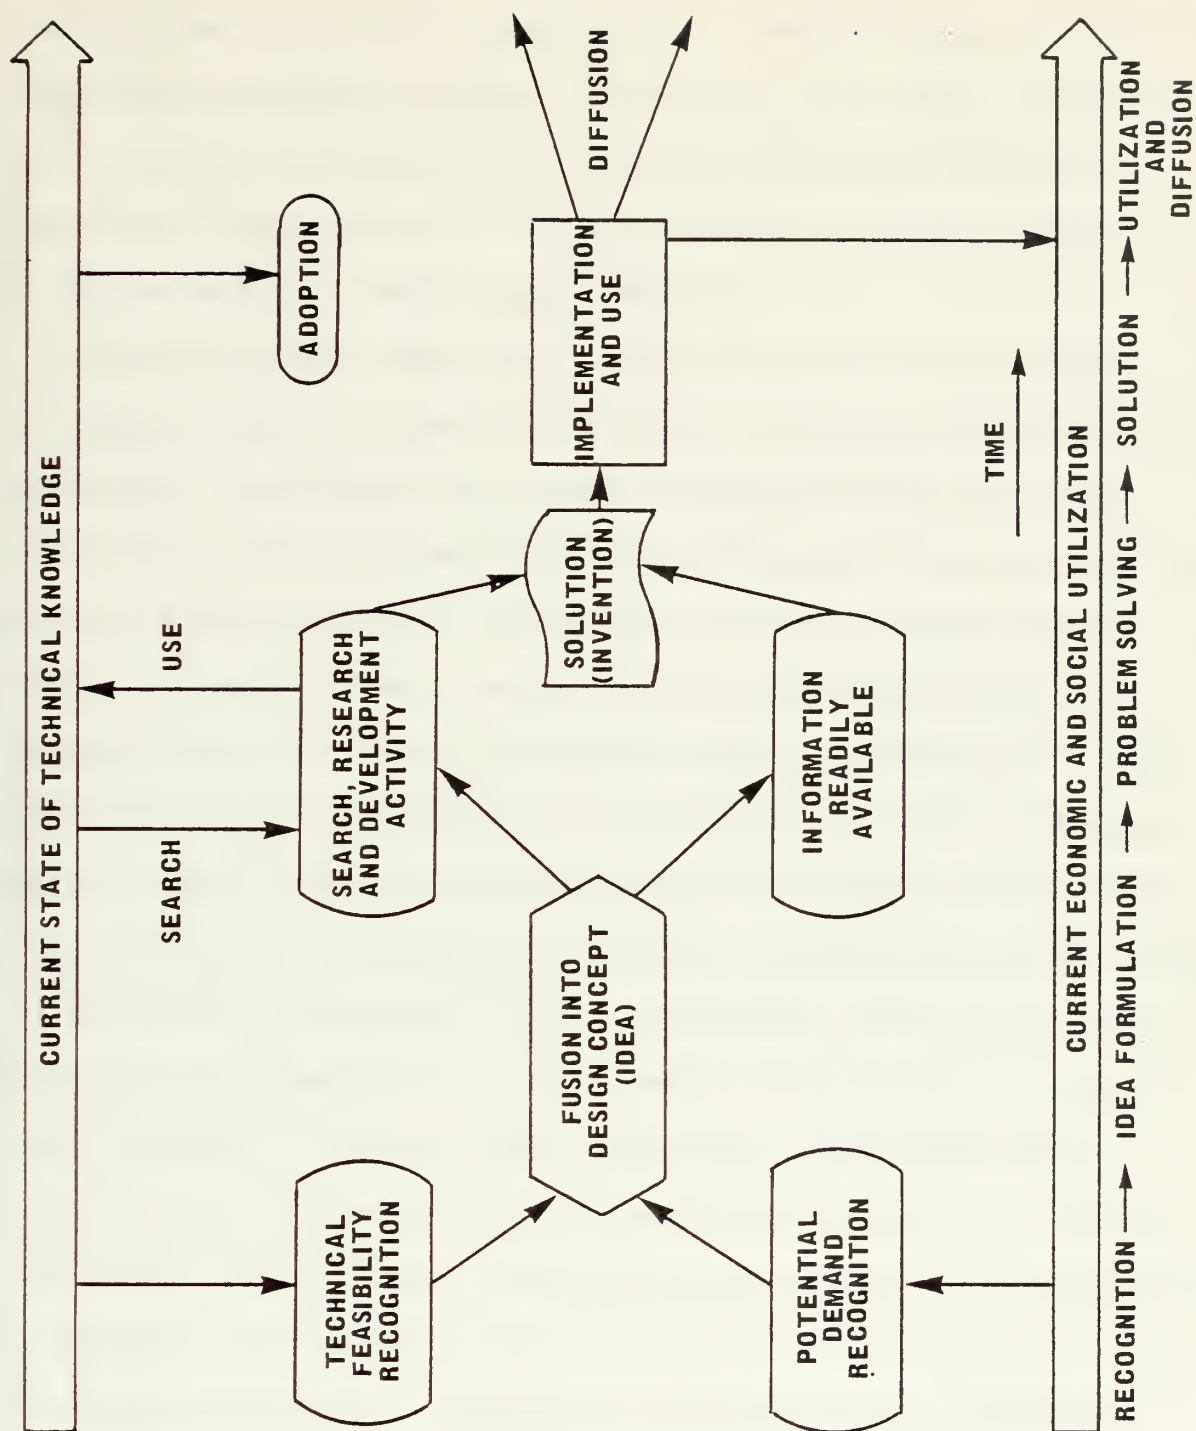 CURRENT STATE OF TECHNICAL KNOWLEDGE
SEARCH
USE
TECHNICAL
FEASIBILITY
RECOGNITION
SEARCH, RESEARCH
AND DEVELOPMENT
ACTIVITY
ADOPTION
FUSION INTO
DESIGN CONCEPT
(IDEA)
SOLUTION
(INVENTION)
IMPLEMENTATION
AND USE
DIFFUSION
POTENTIAL
DEMAND
RECOGNITION
INFORMATION
READILY
AVAILABLE
TIME
CURRENT ECONOMIC AND SOCIAL UTILIZATION
RECOGNITION → IDEA FORMULATION → PROBLEM SOLVING → SOLUTION → UTILIZATION
AND
DIFFUSION